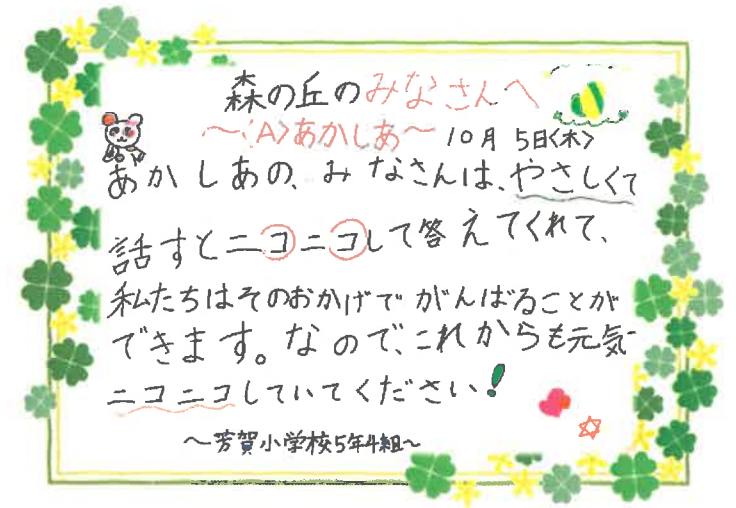 森の丘のみなさんへ
〜〈A〉あかしあ〜 10月 5日〈木〉
あかしあの、みなさんは、やさしくて
話すとニコニコして答えてくれて、
私たちはそのおかげでがんばることが
できます。なので、これからも元気
ニコニコしていてください!
〜芳賀小学校5年4組〜